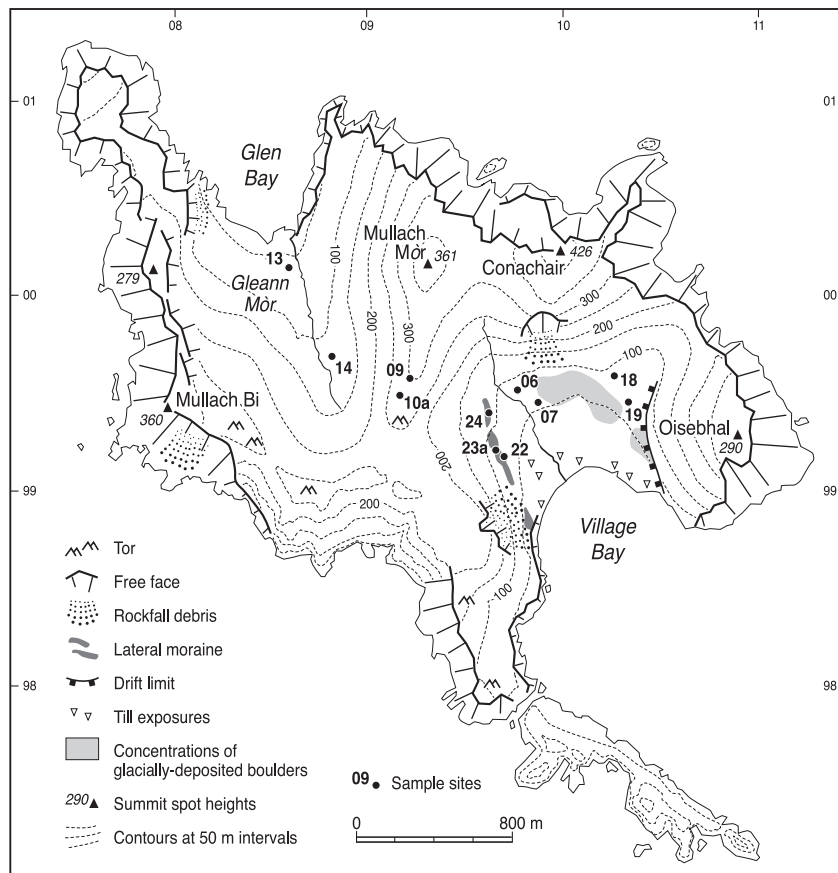 08
09
10
11
01
01
Glen
Bay
Mullach
Mòr
361
426
Conachair
13
Gleann
Mòr
100
279
00
00
300
200
200
300
100
14
09
10a
06
07
18
19
Mullach Bi
360
24
23a
22
200
Oisebhal
290
99
99
200
Village
Bay
100
Tor
Free face
Rockfall debris
Lateral moraine
Drift limit
Till exposures
Concentrations of
glacially-deposited boulders
290 Summit spot heights
Contours at 50 m intervals
98
98
09 Sample sites
0 800 m